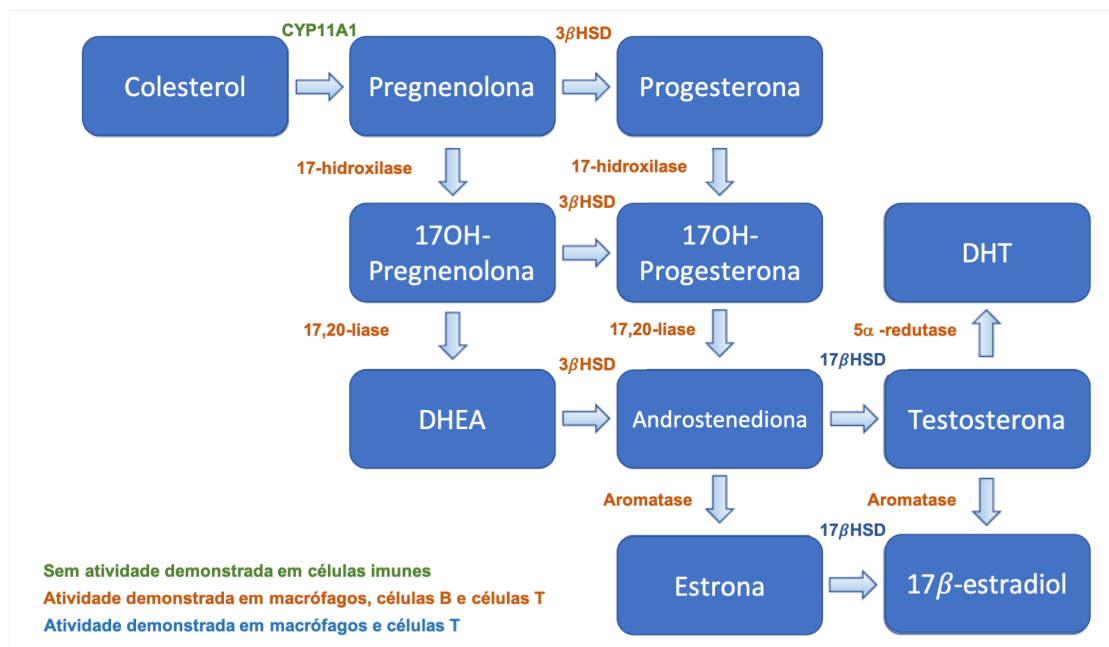 CYP11A1
3βHSD
Colesterol
Pregnenolona
Progesterona
17-hidroxilase
17-hidroxilase
3βHSD
17OH-
Pregnenolona
17OH-
Progesterona
DHT
17,20-liase
17,20-liase
5α -redutase
3βHSD
17βHSD
DHEA
Androstenediona
Testosterona
Aromatase
Aromatase
17βHSD
Estrona
17β-estradiol
Sem atividade demonstrada em células imunes
Atividade demonstrada em macrófagos, células B e células T
Atividade demonstrada em macrófagos e células T